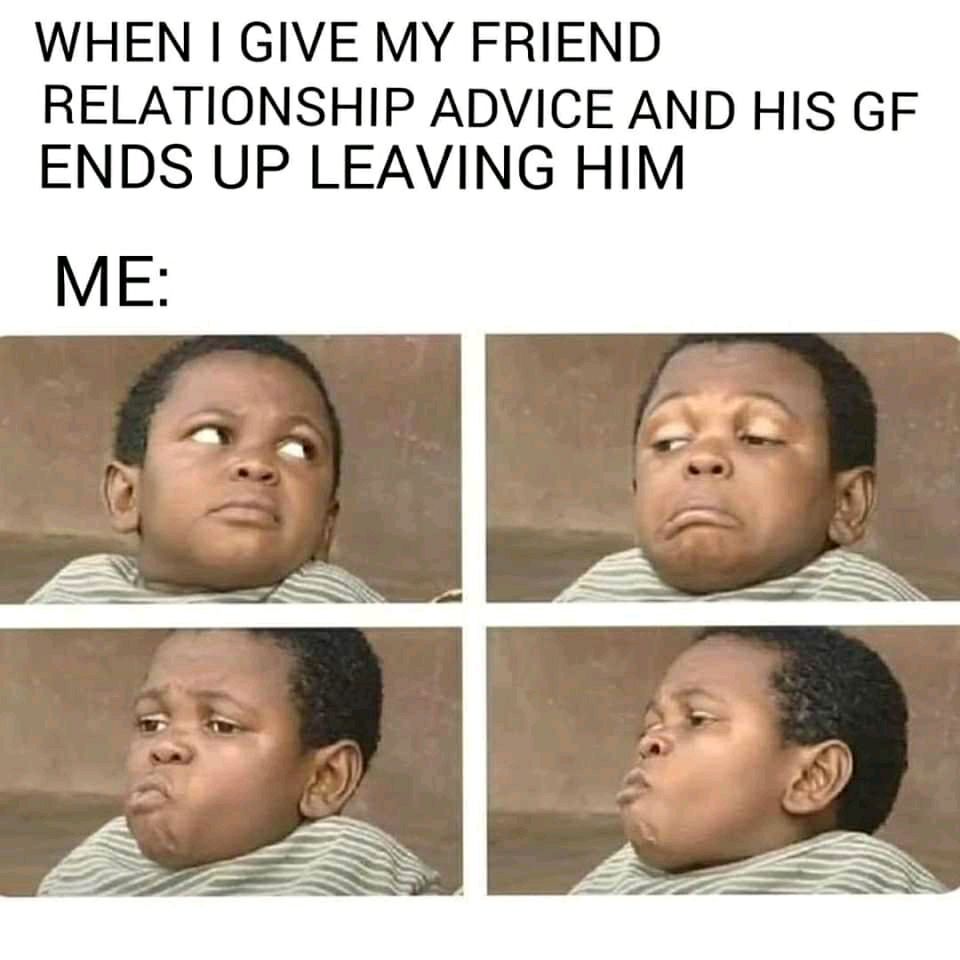 WHEN I GIVE MY FRIEND
RELATIONSHIP ADVICE AND HIS GF
ENDS UP LEAVING HIM
ME: